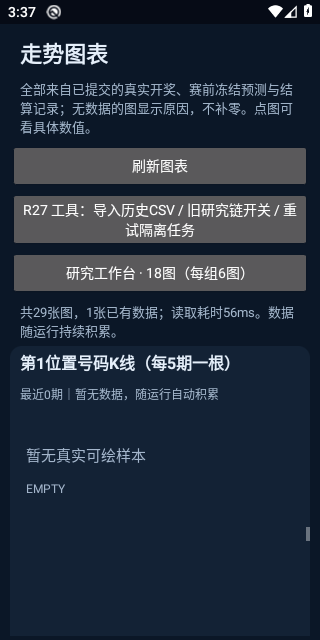 3:37
走势图表
全部来自已提交的真实开奖、赛前冻结预测与结
算记录；无数据的图显示原因，不补零。点图可
看具体数值。
刷新图表
R27 工具：导入历史CSV / 旧研究链开关 / 重
试隔离任务
研究工作台 · 18图（每组6图）
共29张图，1张已有数据；读取耗时56ms。数据
随运行持续积累。
第1位置号码K线（每5期一根）
最近0期｜暂无数据，随运行自动积累
暂无真实可绘样本
EMPTY